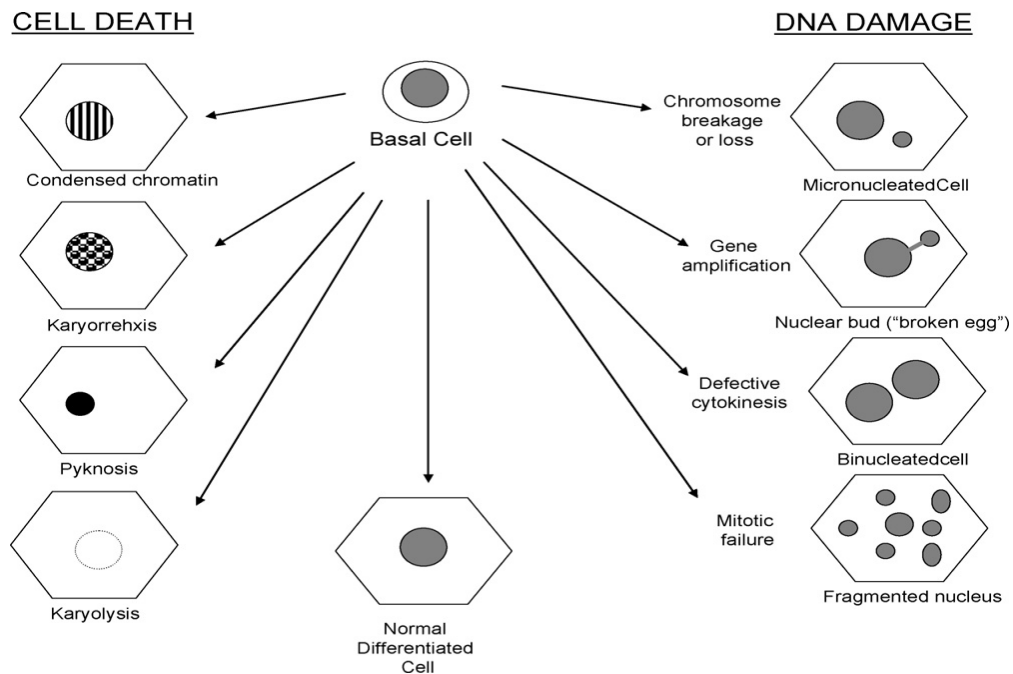 CELL DEATH
DNA DAMAGE
Basal Cell
Condensed chromatin
Karyorrehxis
Pyknosis
Karyolysis
Normal
Differentiated
Cell
Chromosome
breakage
or loss
MicronucleatedCell
Gene
amplification
Nuclear bud (“broken egg”)
Defective
cytokinesis
Binucleatedcell
Mitotic
failure
Fragmented nucleus